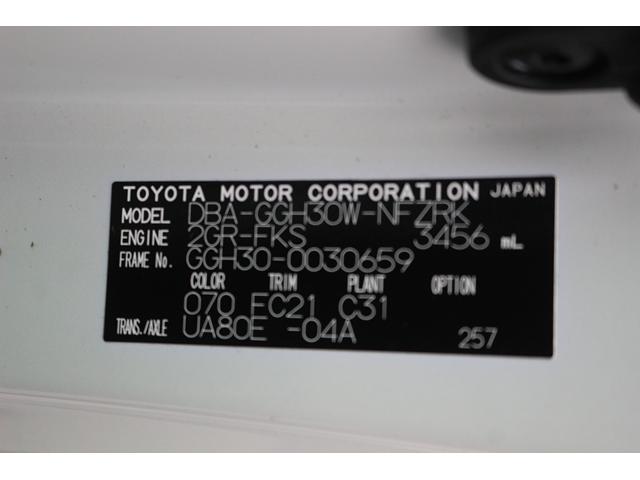 TOYOTA MOTOR CORPORATION JAPAN
MODEL DBA-GGH30W-NFZRK
ENGINE 2GR-FKS 3456 mL
FRAME No. GGH30-0030659
COLOR TRIM PLANT OPTION
070 EC21 C31
TRANS./AXLE UA80E -04A 257